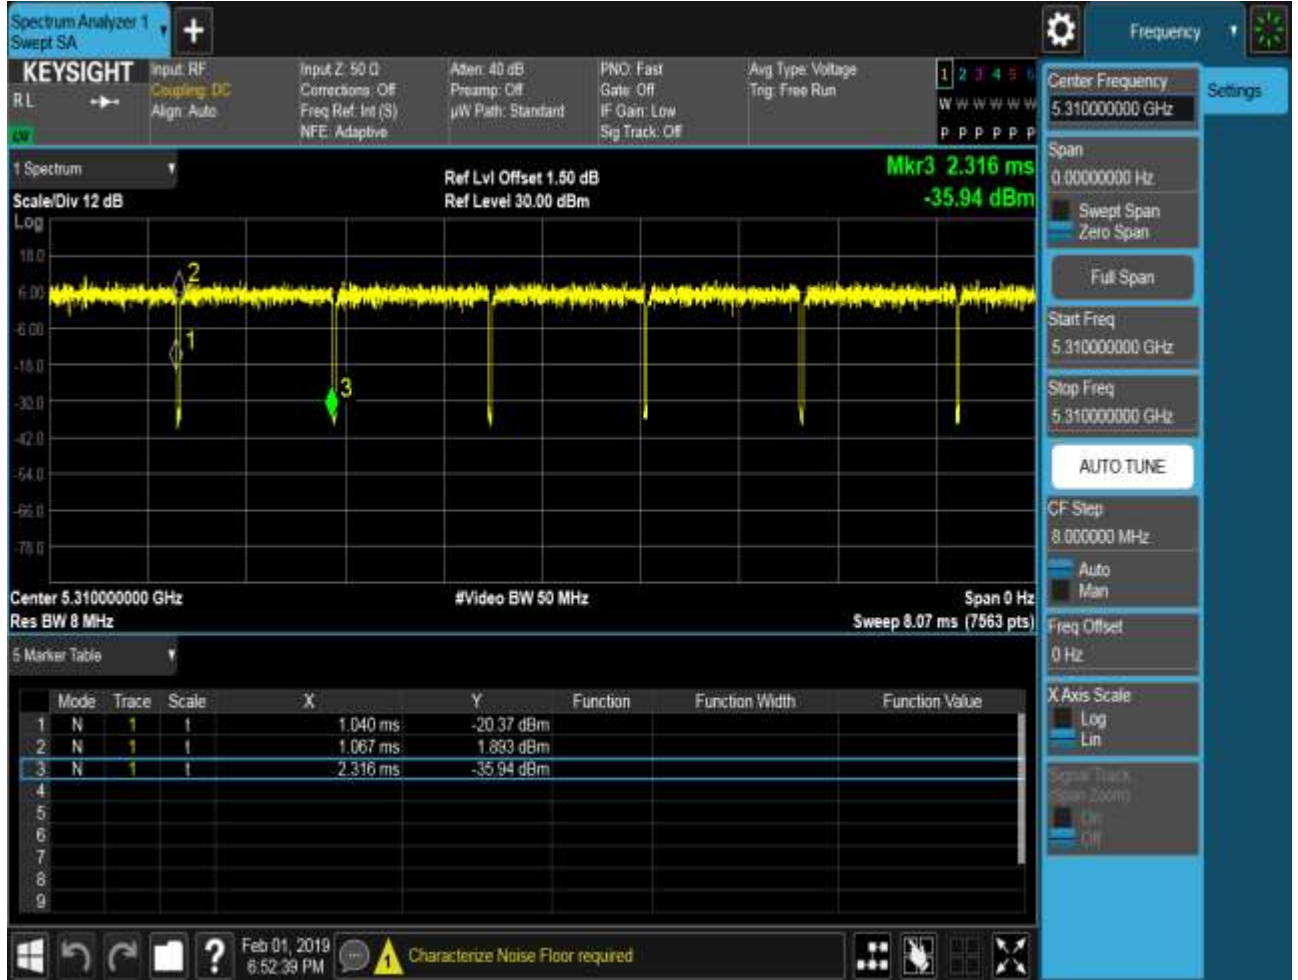 Spectrum Analyzer 1
Swept SA
+
Frequency
KEYSIGHT
RL
Input: RF
Coupling: DC
Align: Auto
Input Z: 50 Ω
Corrections: Off
Freq Ref: Int (S)
NFE: Adaptive
Atten: 40 dB
Preamp: Off
µW Path: Standard
PNO: Fast
Gate: Off
IF Gain: Low
Sig Track: Off
Avg Type: Voltage
Trig: Free Run
1 2 3 4 5 6
W W W W W W
P P P P P P
Center Frequency
5.310000000 GHz
Settings
Span
0.00000000 Hz
Swept Span
Zero Span
Full Span
Start Freq
5.310000000 GHz
Stop Freq
5.310000000 GHz
AUTO TUNE
CF Step
8.000000 MHz
Auto
Man
Freq Offset
0 Hz
X Axis Scale
Log
Lin
Signal Track
(Span Zoom)
On
Off
1 Spectrum
Scale/Div 12 dB
Ref Lvl Offset 1.50 dB
Ref Level 30.00 dBm
Mkr3 2.316 ms
-35.94 dBm
Log
18.0
6.00
-6.00
-18.0
-30.0
-42.0
-54.0
-66.0
-78.0
2
1
3
Center 5.310000000 GHz
#Video BW 50 MHz
Span 0 Hz
Res BW 8 MHz
Sweep 8.07 ms (7563 pts)
5 Marker Table
Mode Trace Scale X Y Function Function Width Function Value
1 N 1 t 1.040 ms -20.37 dBm
2 N 1 t 1.067 ms 1.893 dBm
3 N 1 t 2.316 ms -35.94 dBm
4
5
6
7
8
9
?
Feb 01, 2019
6:52:39 PM
1
Characterize Noise Floor required